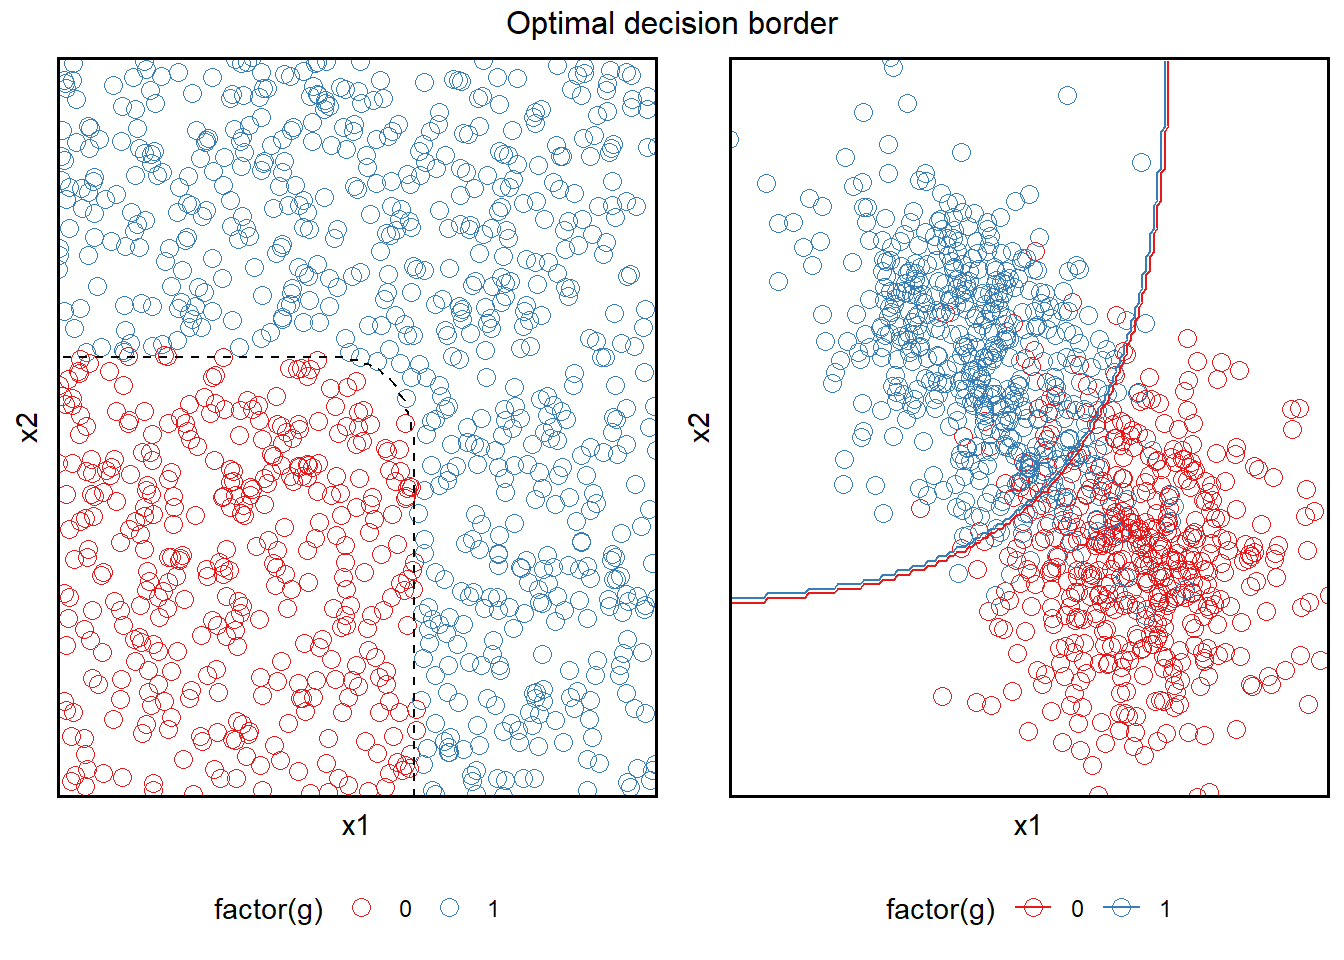 Optimal decision border
x2
x1
factor(g) 0 1
x2
x1
factor(g) 0 1